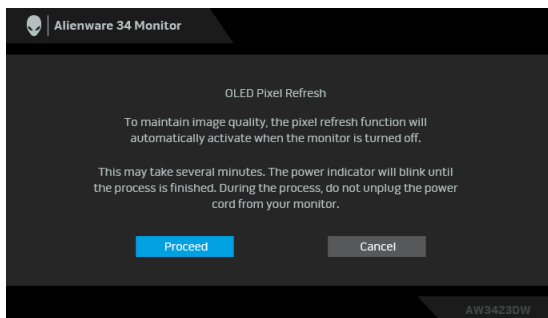 Alienware 34 Monitor
OLED Pixel Refresh
To maintain image quality, the pixel refresh function will
automatically activate when the monitor is turned off.
This may take several minutes. The power indicator will blink until
the process is finished. During the process, do not unplug the power
cord from your monitor.
Proceed
Cancel
AW3423DW